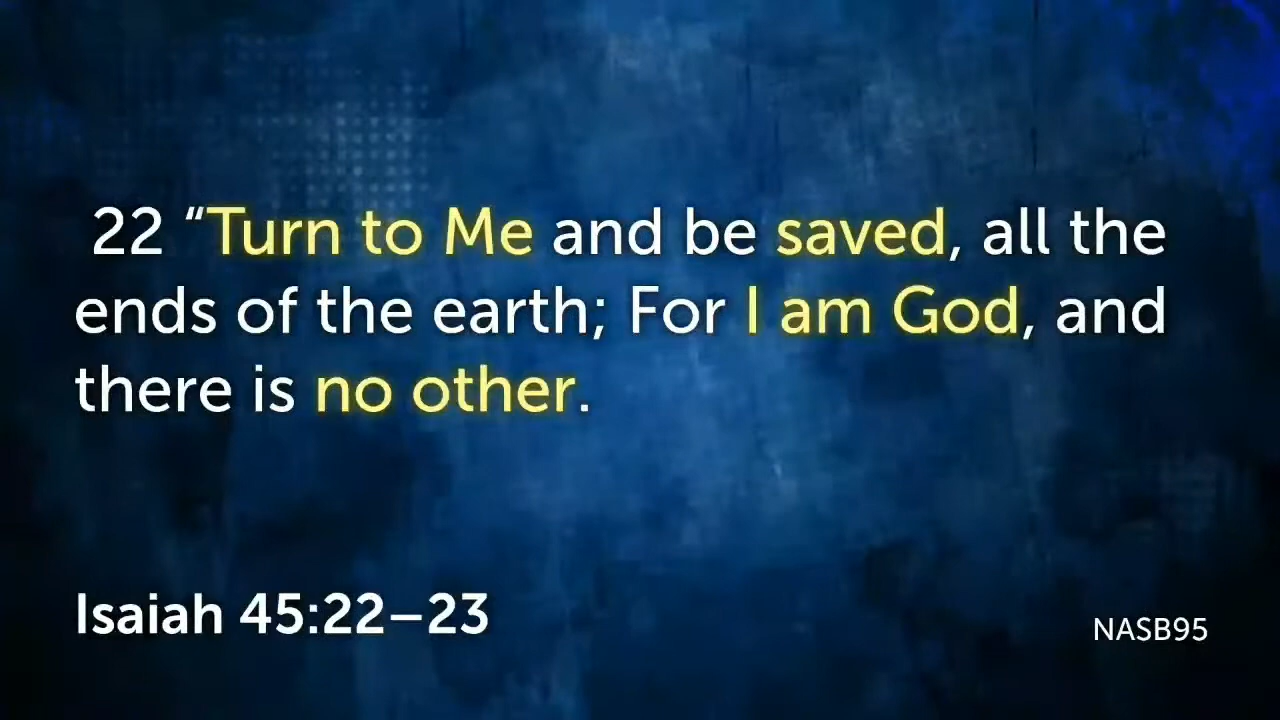 22 “Turn to Me and be saved, all the
ends of the earth; For I am God, and
there is no other.
Isaiah 45:22–23
NASB95